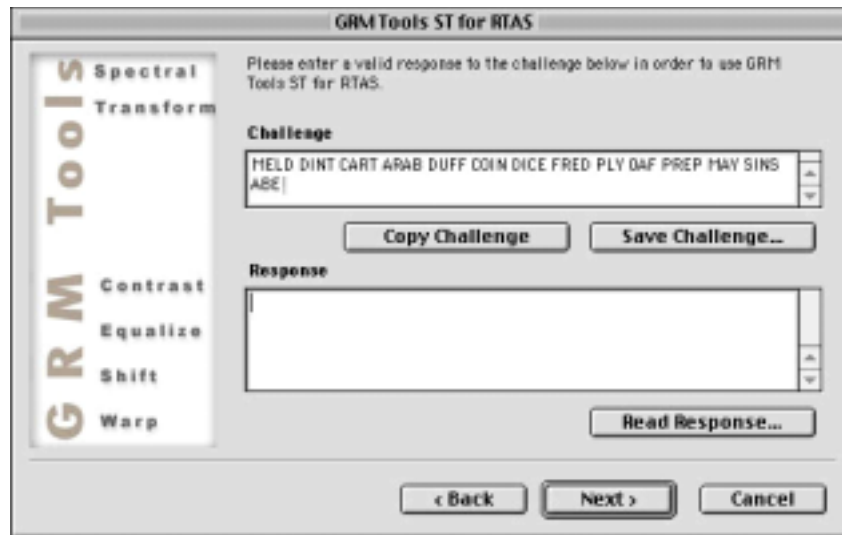 GRM Tools ST for RTAS
GRM Tools
Spectral
Transform
Contrast
Equalize
Shift
Warp
Please enter a valid response to the challenge below in order to use GRM
Tools ST for RTAS.
Challenge
MELD DINT CART ARAB DUFF COIN DICE FRED PLY OAF PREP MAY SINS
ABE
Copy Challenge
Save Challenge...
Response
Read Response...
‹ Back
Next ›
Cancel